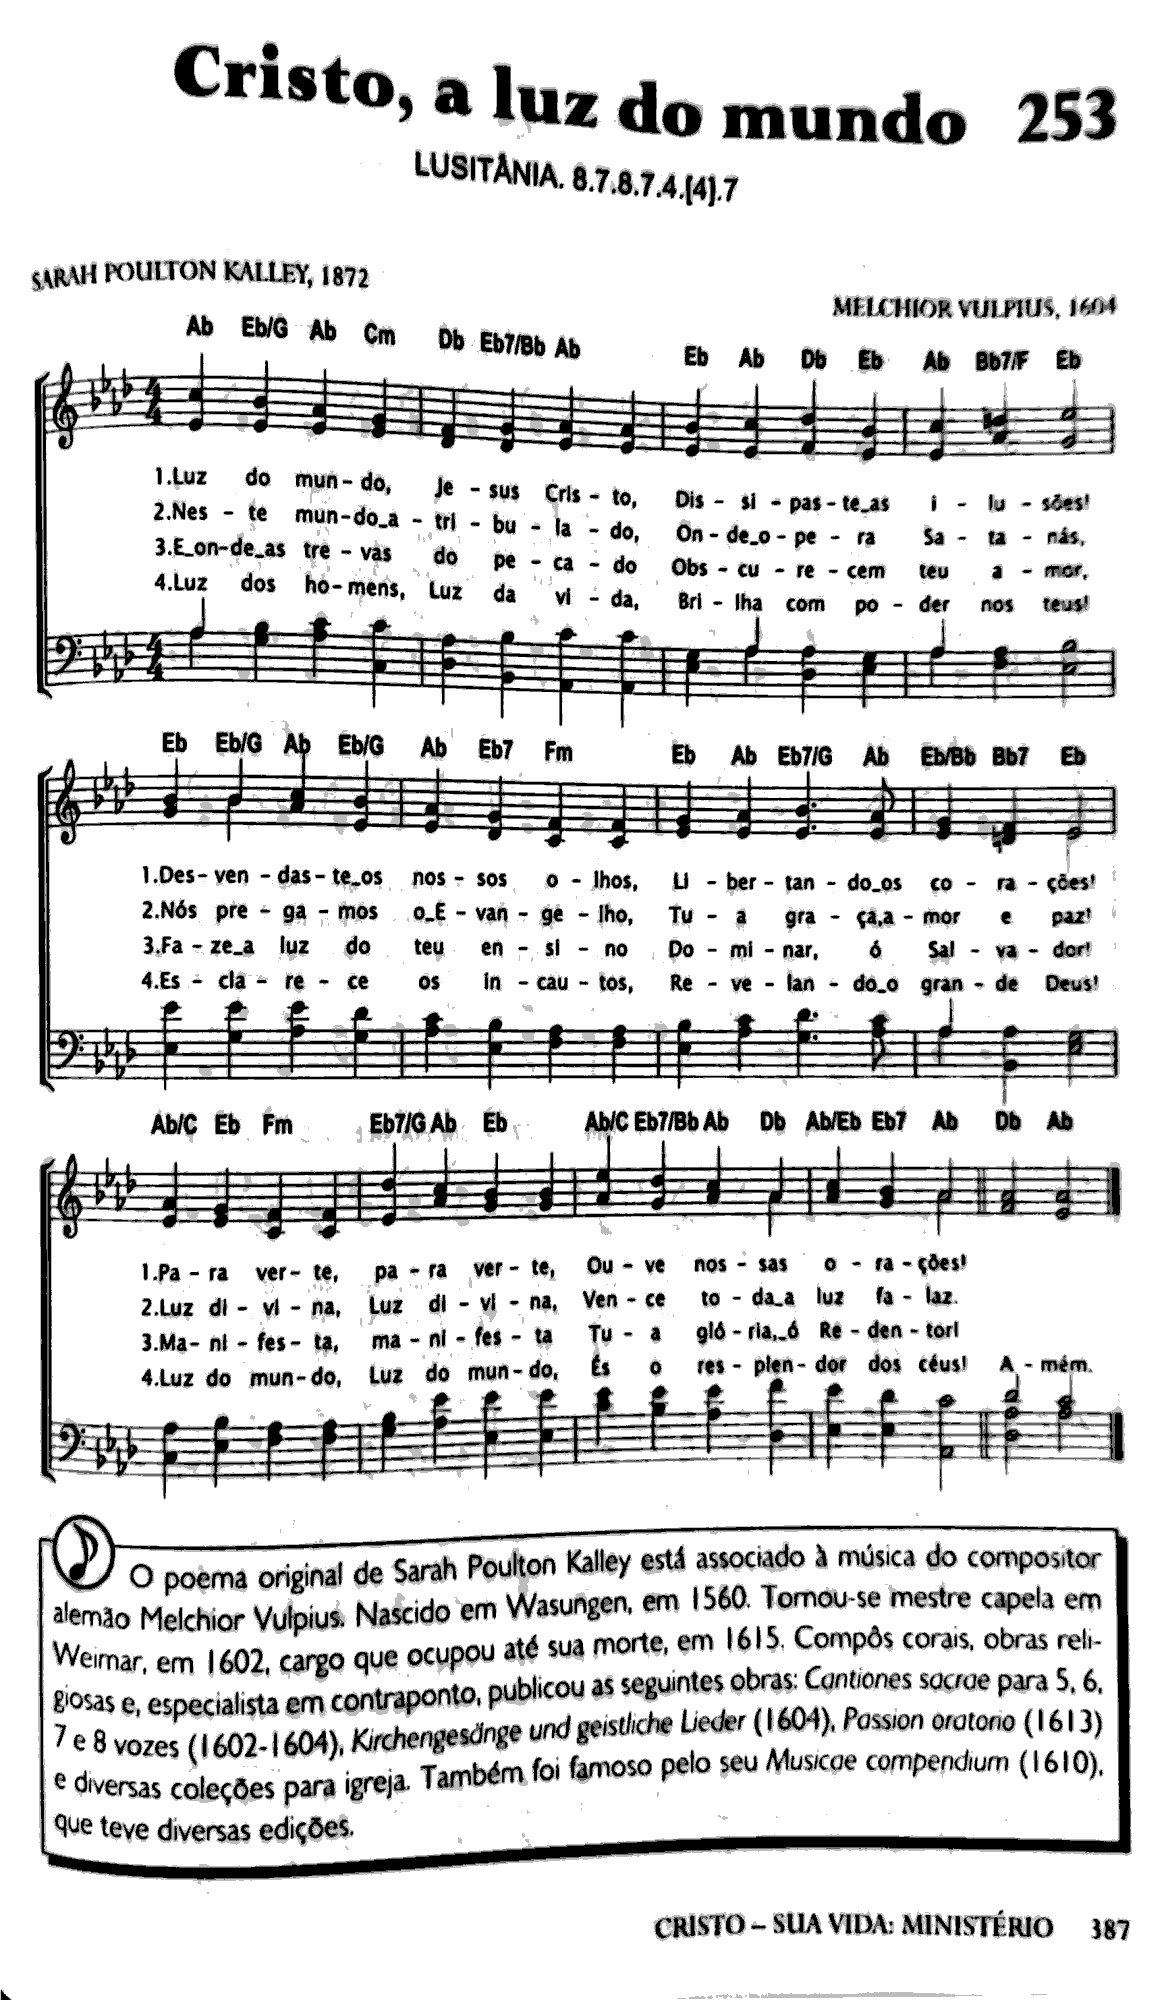 Cristo, a luz do mundo 253
LUSITÂNIA. 8.7.8.7.4.[4].7
SARAH POULTON KALLEY, 1872
MELCHIOR VULPIUS, 1604
Ab Eb/G Ab Cm Db Eb7/Bb Ab Eb Ab Db Eb Ab Bb7/F Eb
1.Luz do mun-do, Je-sus Cris-to, Dis-si-pas-te_as i-lu-sões!
2.Nes-te mun-do_a-tri-bu-la-do, On-de_o-pe-ra Sa-ta-nás,
3.E_on-de_as tre-vas do pe-ca-do Obs-cu-re-cem teu a-mor,
4.Luz dos ho-mens, Luz da vi-da, Bri-lha com po-der nos teus!
Eb Eb/G Ab Eb/G Ab Eb7 Fm Eb Ab Eb7/G Ab Eb/Bb Bb7 Eb
1.Des-ven-das-te_os nos-sos o-lhos, Li-ber-tan-do_os co-ra-ções!
2.Nós pre-ga-mos o_E-van-ge-lho, Tu-a gra-ça,a-mor e paz!
3.Fa-ze_a luz do teu en-si-no Do-mi-nar, ó Sal-va-dor!
4.Es-cla-re-ce os in-cau-tos, Re-ve-lan-do_o gran-de Deus!
Ab/C Eb Fm Eb7/G Ab Eb Ab/C Eb7/Bb Ab Db Ab/Eb Eb7 Ab Db Ab
1.Pa-ra ver-te, pa-ra ver-te, Ou-ve nos-sas o-ra-ções!
2.Luz di-vi-na, Luz di-vi-na, Ven-ce to-da_a luz fa-laz.
3.Ma-ni-fes-ta, ma-ni-fes-ta Tu-a gló-ria,_ó Re-den-tor!
4.Luz do mun-do, Luz do mun-do, És o res-plen-dor dos céus! A-mém.
O poema original de Sarah Poulton Kalley está associado à música do compositor
alemão Melchior Vulpius. Nascido em Wasungen, em 1560. Tornou-se mestre capela em
Weimar, em 1602, cargo que ocupou até sua morte, em 1615. Compôs corais, obras reli-
giosas e, especialista em contraponto, publicou as seguintes obras: Cantiones sacrae para 5, 6,
7 e 8 vozes (1602-1604), Kirchengesänge und geistliche Lieder (1604), Passion oratorio (1613)
e diversas coleções para igreja. Também foi famoso pelo seu Musicae compendium (1610),
que teve diversas edições.
CRISTO – SUA VIDA: MINISTÉRIO 387